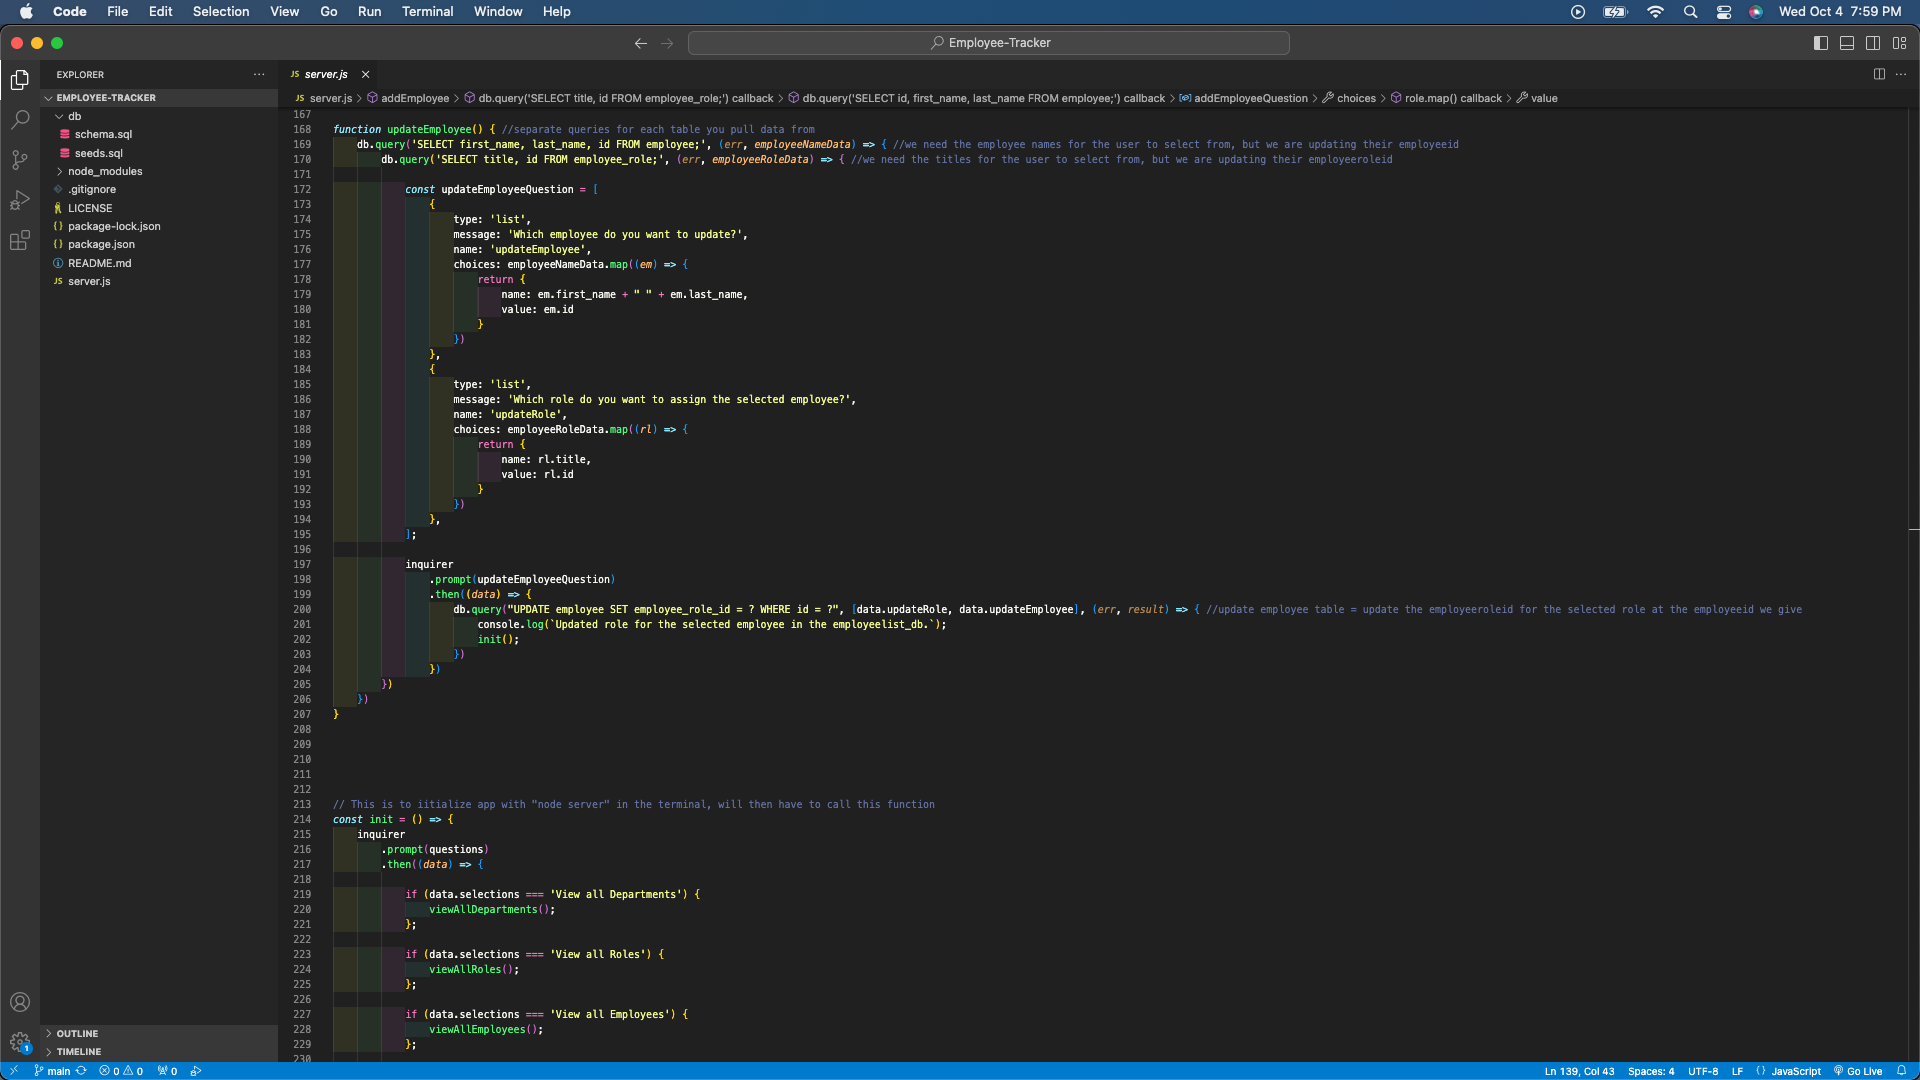 Code File Edit Selection View Go Run Terminal Window Help Wed Oct 4 7:59 PM
Employee-Tracker
EXPLORER
EMPLOYEE-TRACKER
db
schema.sql
seeds.sql
node_modules
.gitignore
LICENSE
package-lock.json
package.json
README.md
JS server.js
OUTLINE
TIMELINE
JS server.js
JS server.js > addEmployee > db.query('SELECT title, id FROM employee_role;') callback > db.query('SELECT id, first_name, last_name FROM employee;') callback > addEmployeeQuestion > choices > role.map() callback > value
167
168 function updateEmployee() { //separate queries for each table you pull data from
169 db.query('SELECT first_name, last_name, id FROM employee;', (err, employeeNameData) => { //we need the employee names for the user to select from, but we are updating their employeeid
170 db.query('SELECT title, id FROM employee_role;', (err, employeeRoleData) => { //we need the titles for the user to select from, but we are updating their employeeroleid
171
172 const updateEmployeeQuestion = [
173 {
174 type: 'list',
175 message: 'Which employee do you want to update?',
176 name: 'updateEmployee',
177 choices: employeeNameData.map((em) => {
178 return {
179 name: em.first_name + " " + em.last_name,
180 value: em.id
181 }
182 })
183 },
184 {
185 type: 'list',
186 message: 'Which role do you want to assign the selected employee?',
187 name: 'updateRole',
188 choices: employeeRoleData.map((rl) => {
189 return {
190 name: rl.title,
191 value: rl.id
192 }
193 })
194 },
195 ];
196
197 inquirer
198 .prompt(updateEmployeeQuestion)
199 .then((data) => {
200 db.query("UPDATE employee SET employee_role_id = ? WHERE id = ?", [data.updateRole, data.updateEmployee], (err, result) => { //update employee table = update the employeeroleid for the selected role at the employeeid we give
201 console.log(`Updated role for the selected employee in the employeelist_db.`);
202 init();
203 })
204 })
205 })
206 })
207 }
208
209
210
211
212
213 // This is to iitialize app with "node server" in the terminal, will then have to call this function
214 const init = () => {
215 inquirer
216 .prompt(questions)
217 .then((data) => {
218
219 if (data.selections === 'View all Departments') {
220 viewAllDepartments();
221 };
222
223 if (data.selections === 'View all Roles') {
224 viewAllRoles();
225 };
226
227 if (data.selections === 'View all Employees') {
228 viewAllEmployees();
229 };
230
1
main 0 0 0 Ln 139, Col 43 Spaces: 4 UTF-8 LF {} JavaScript Go Live